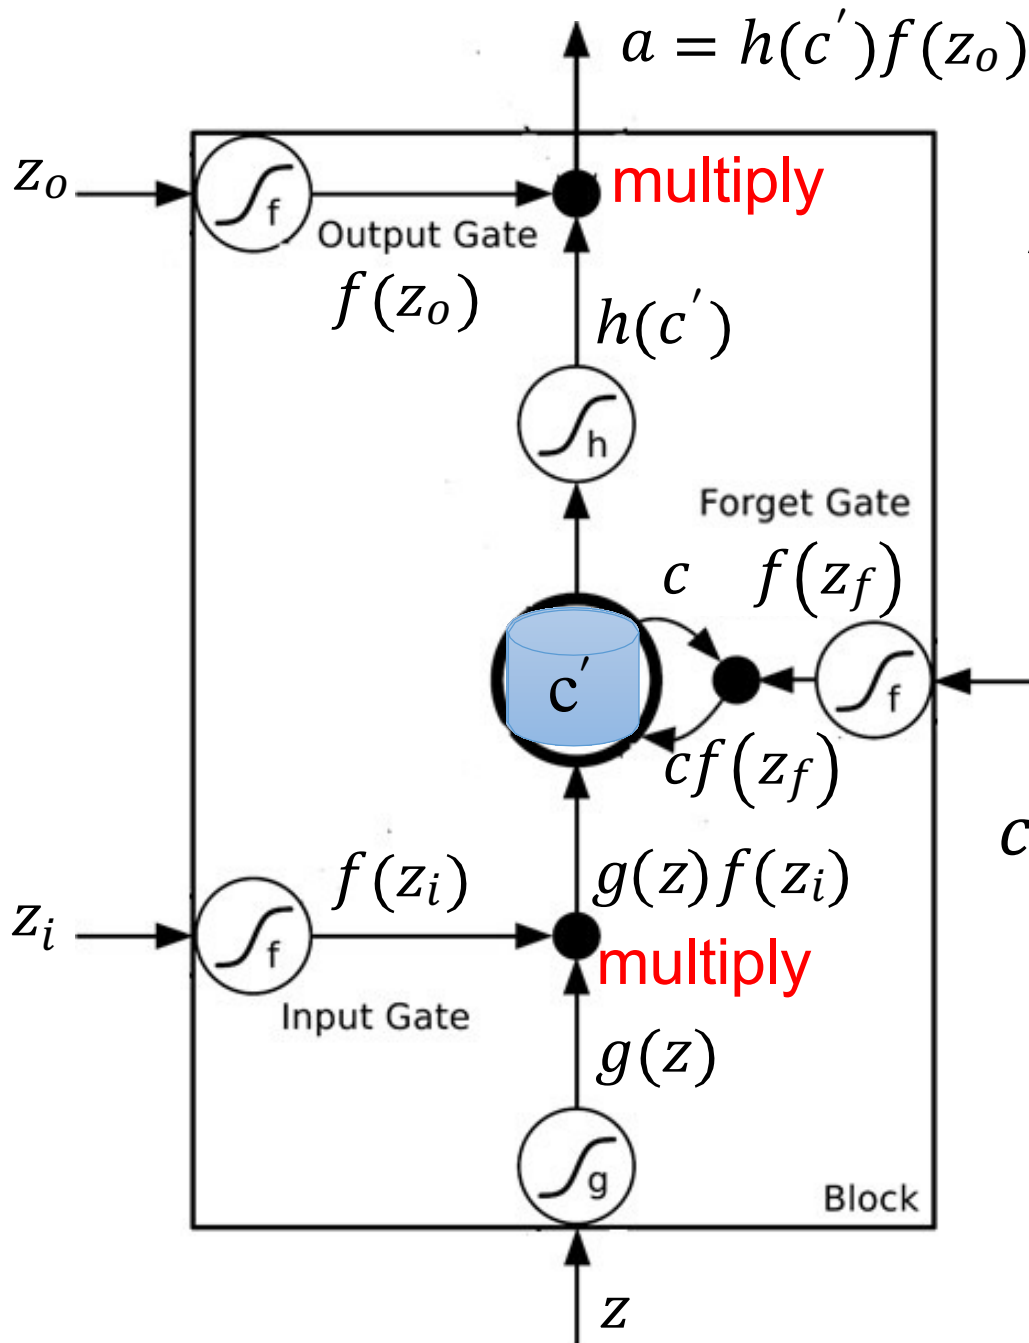 a = h(c′)f(z_o)
z_o
f
multiply
Output Gate
f(z_o)
h(c′)
h
Forget Gate
c
f(z_f)
c′
f
cf(z_f)
c
f(z_i)
g(z)f(z_i)
z_i
f
multiply
Input Gate
g(z)
g
Block
z